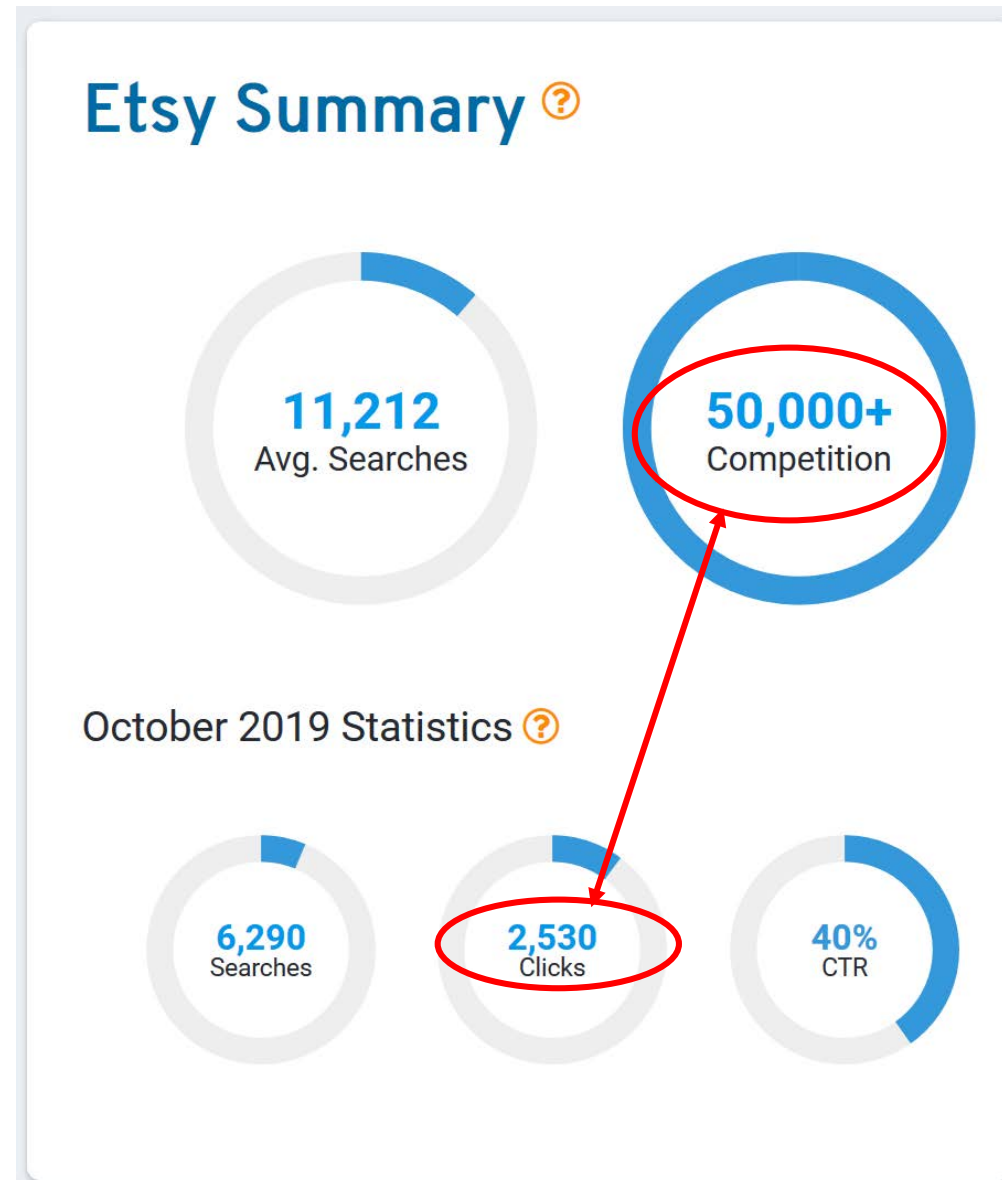 Etsy Summary ?
11,212
Avg. Searches
50,000+
Competition
October 2019 Statistics ?
6,290
Searches
2,530
Clicks
40%
CTR